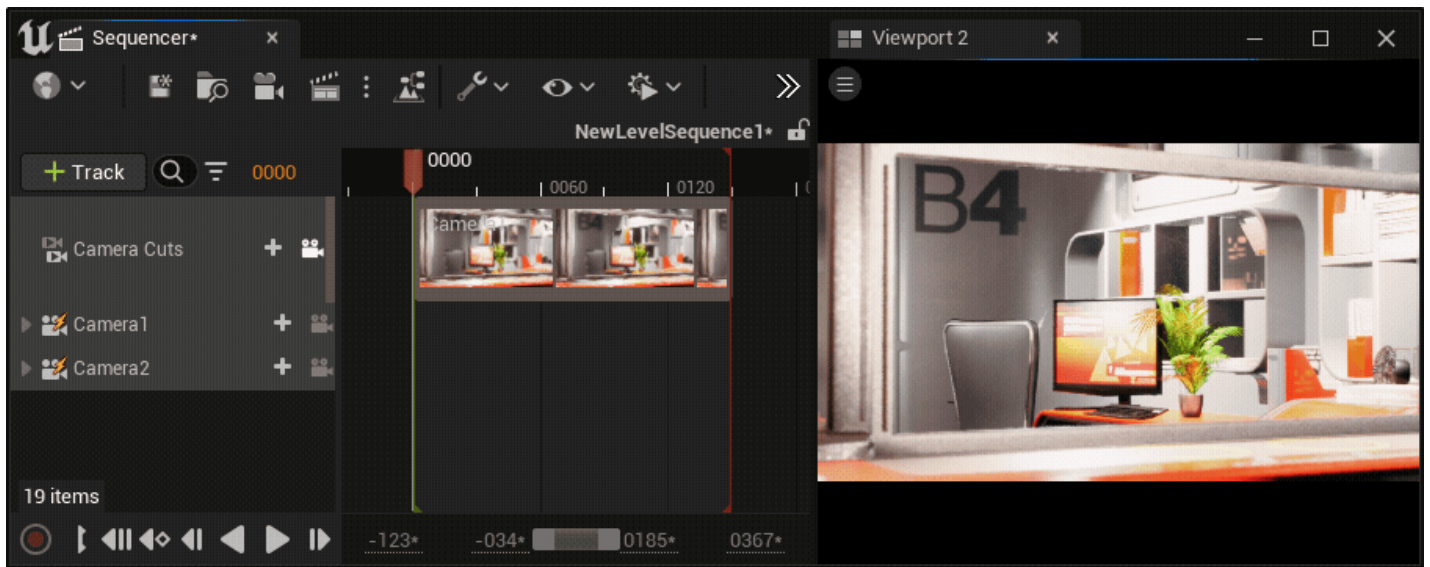 Sequencer*
Viewport 2
NewLevelSequence1*
Track
0000
0000
0060
0120
Camera Cuts
Camera1
Camera2
19 items
-123*
-034*
0185*
0367*
B4